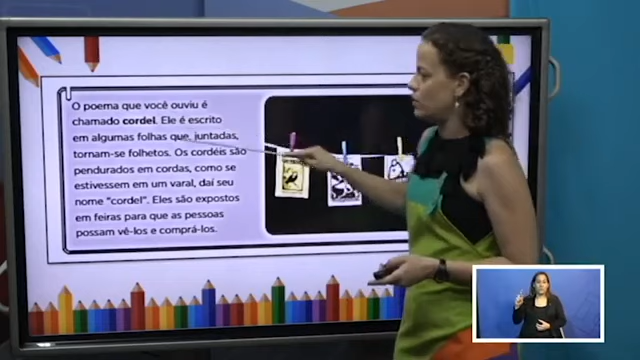 O poema que você ouviu é
chamado cordel. Ele é escrito
em algumas folhas que, juntadas,
tornam-se folhetos. Os cordéis são
pendurados em cordas, como se
estivessem em um varal, daí seu
nome "cordel". Eles são expostos
em feiras para que as pessoas
possam vê-los e comprá-los.